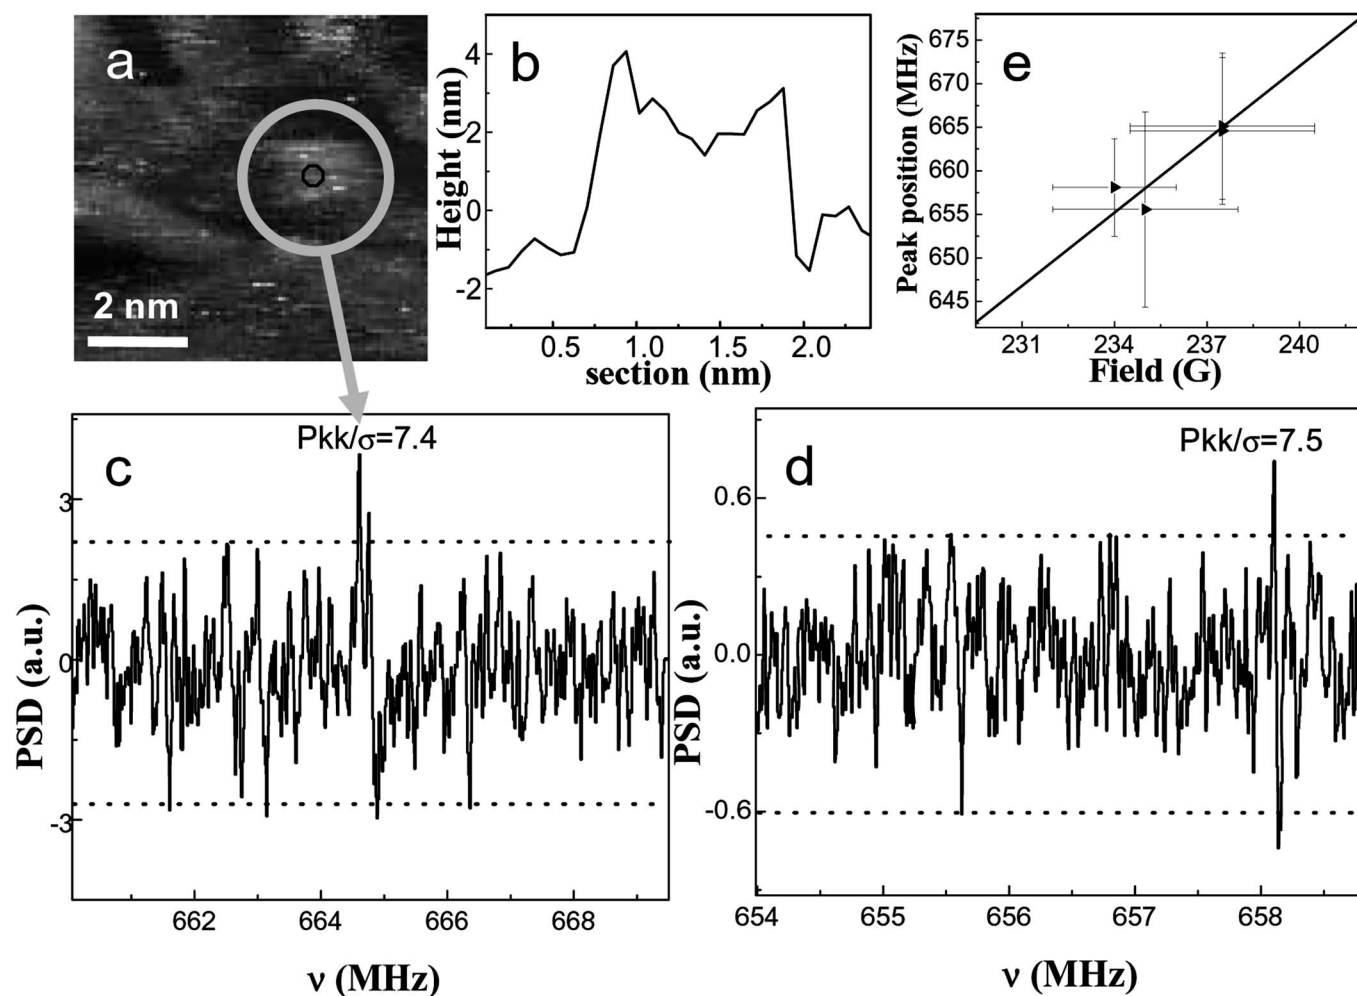 a
2 nm
b
Height (nm)
4
2
0
-2
0.5 1.0 1.5 2.0
section (nm)
e
Peak position (MHz)
675
670
665
660
655
650
645
231 234 237 240
Field (G)
c
Pkk/σ=7.4
PSD (a.u.)
3
0
-3
662 664 666 668
ν (MHz)
d
Pkk/σ=7.5
PSD (a.u.)
0.6
0.0
-0.6
654 655 656 657 658
ν (MHz)